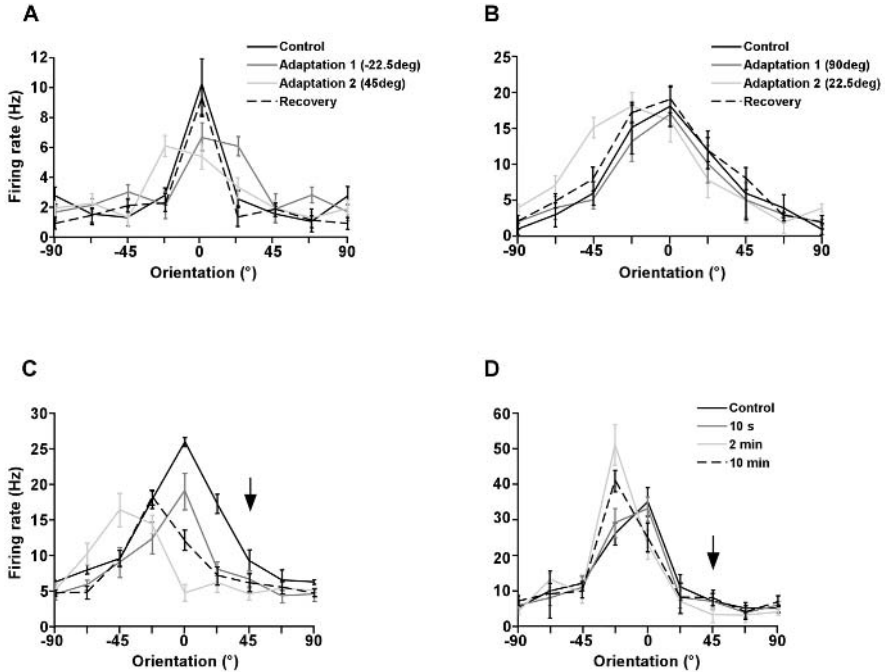 A
B
12
10
8
6
4
2
0
Firing rate (Hz)
Control
Adaptation 1 (-22.5deg)
Adaptation 2 (45deg)
Recovery
-90
-45
0
45
90
Orientation (°)
25
20
15
10
5
0
Control
Adaptation 1 (90deg)
Adaptation 2 (22.5deg)
Recovery
-90
-45
0
45
90
Orientation (°)
C
D
30
25
20
15
10
5
0
Firing rate (Hz)
-90
-45
0
45
90
Orientation (°)
60
50
40
30
20
10
0
Control
10 s
2 min
10 min
-90
-45
0
45
90
Orientation (°)